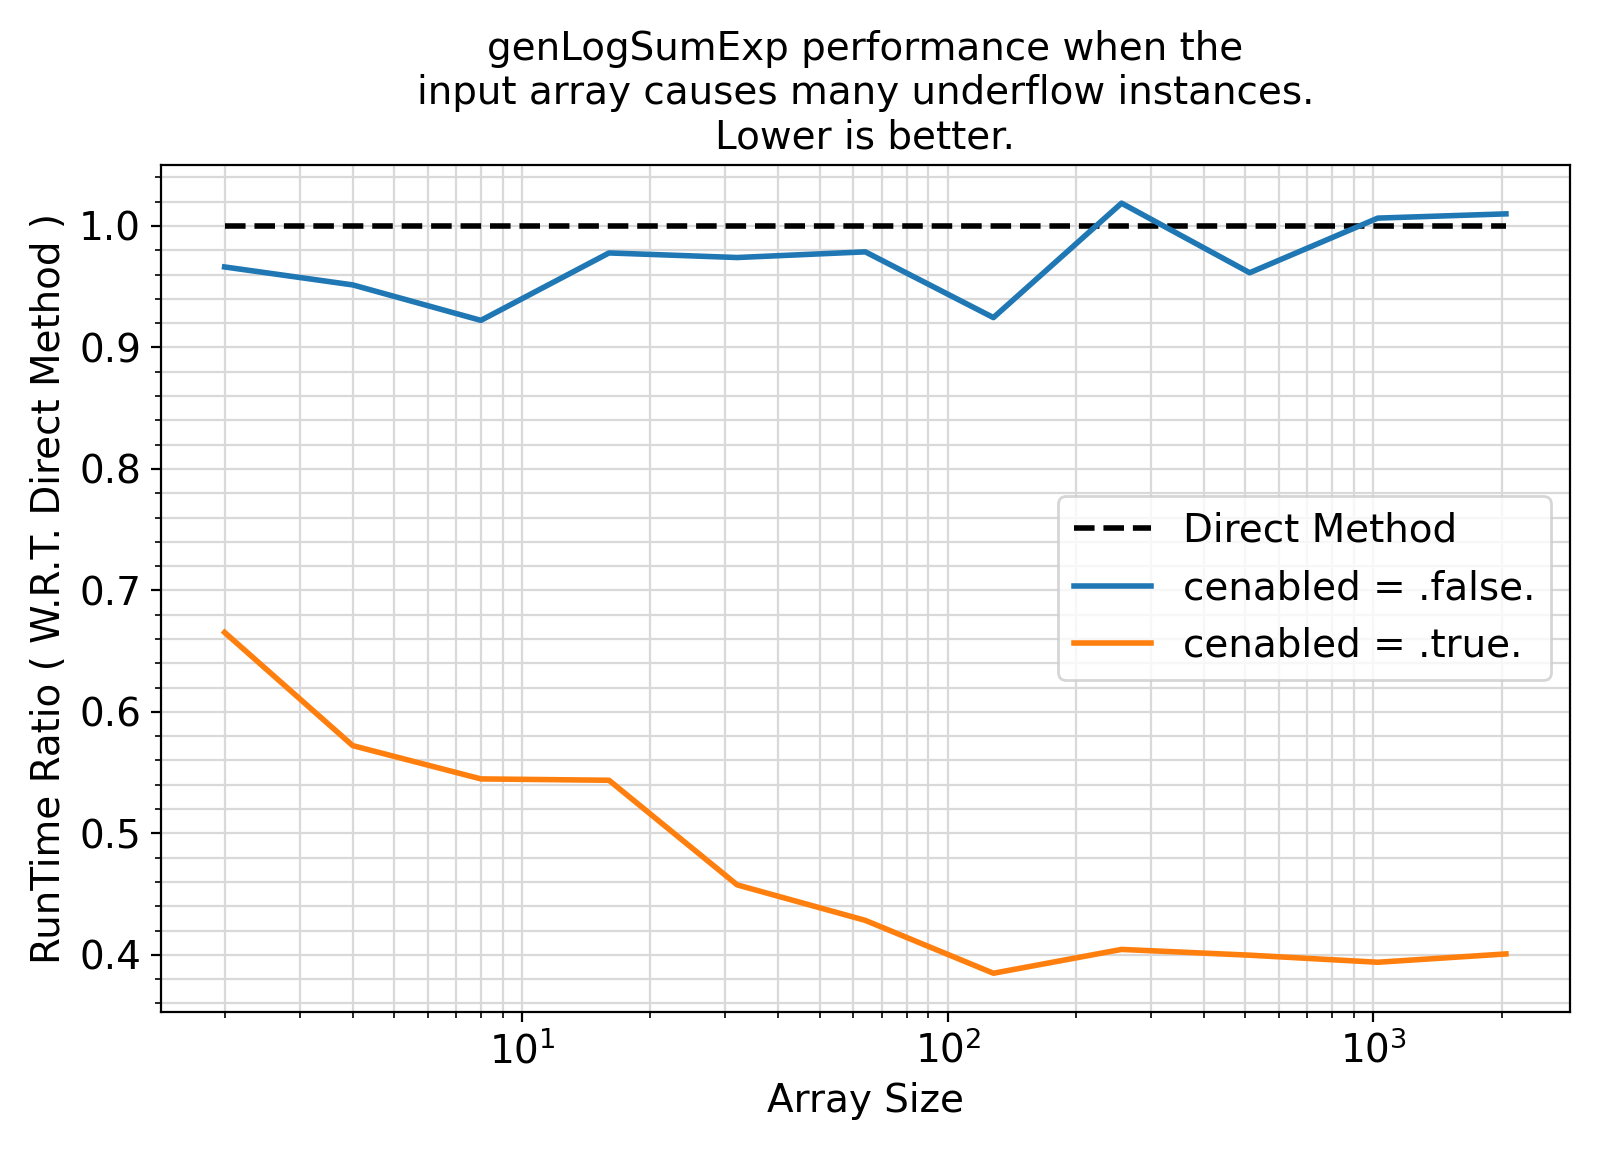 genLogSumExp performance when the
input array causes many underflow instances.
Lower is better.
RunTime Ratio ( W.R.T. Direct Method )
1.0
0.9
0.8
0.7
0.6
0.5
0.4
Direct Method
cenabled = .false.
cenabled = .true.
10¹ 10² 10³
Array Size